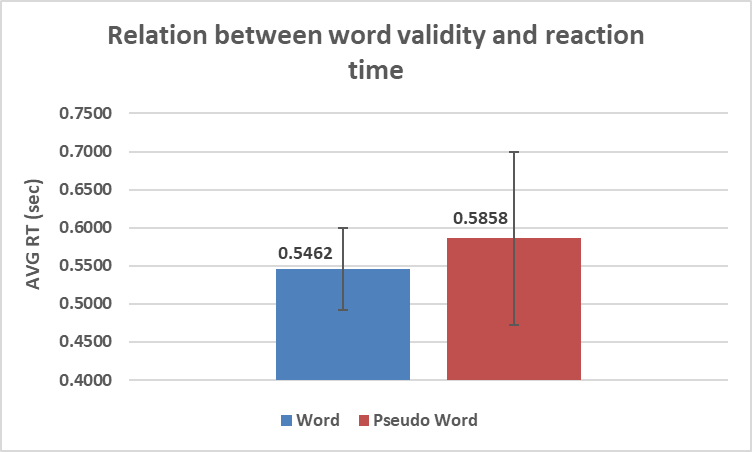 Relation between word validity and reaction
time
AVG RT (sec)
0.7500
0.7000
0.6500
0.6000
0.5500
0.5000
0.4500
0.4000
0.5462
0.5858
Word
Pseudo Word